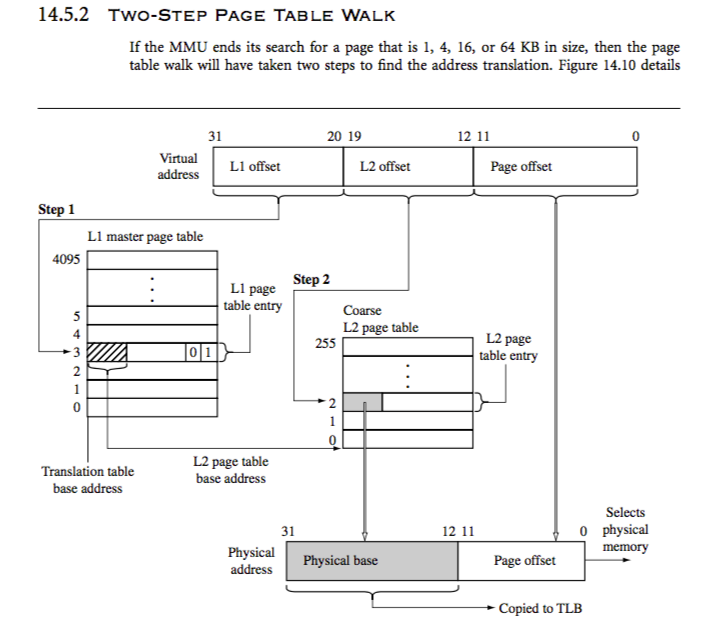 14.5.2 TWO-STEP PAGE TABLE WALK
If the MMU ends its search for a page that is 1, 4, 16, or 64 KB in size, then the page
table walk will have taken two steps to find the address translation. Figure 14.10 details
31 20 19 12 11 0
Virtual
address
L1 offset
L2 offset
Page offset
Step 1
L1 master page table
4095
5
4
3
2
1
0
0 1
L1 page
table entry
Step 2
Coarse
L2 page table
255
2
1
0
L2 page
table entry
Translation table
base address
L2 page table
base address
31 12 11 0
Physical
address
Physical base
Page offset
Selects
physical
memory
Copied to TLB